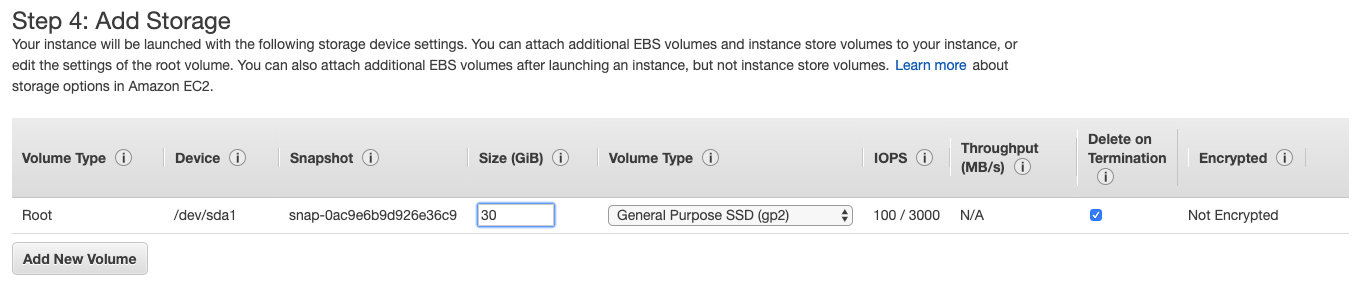 Step 4: Add Storage
Your instance will be launched with the following storage device settings. You can attach additional EBS volumes and instance store volumes to your instance, or
edit the settings of the root volume. You can also attach additional EBS volumes after launching an instance, but not instance store volumes. Learn more about
storage options in Amazon EC2.
Volume Type Device Snapshot Size (GiB) Volume Type IOPS Throughput (MB/s) Delete on Termination Encrypted
Root /dev/sda1 snap-0ac9e6b9d926e36c9 30 General Purpose SSD (gp2) 100 / 3000 N/A Not Encrypted
Add New Volume